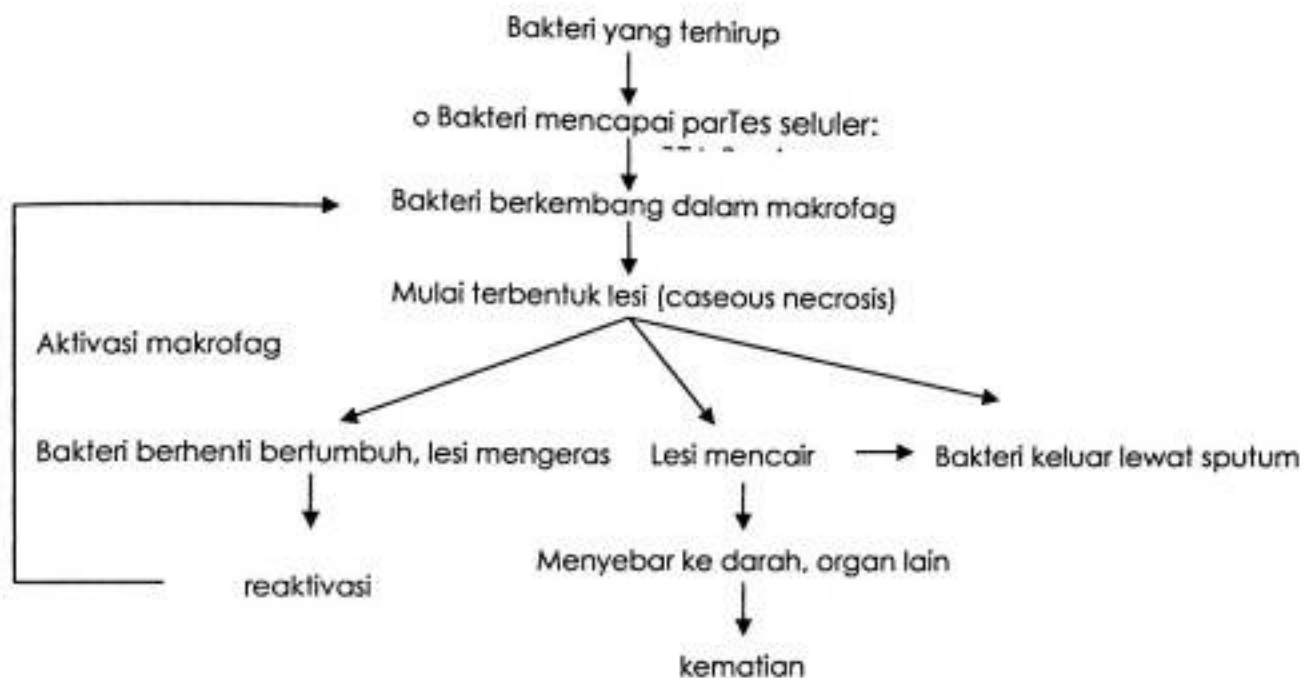 Bakteri yang terhirup
o Bakteri mencapai parTes seluler:
Bakteri berkembang dalam makrofag
Mulai terbentuk lesi (caseous necrosis)
Aktivasi makrofag
Bakteri berhenti bertumbuh, lesi mengeras
Lesi mencair
Bakteri keluar lewat sputum
Menyebar ke darah, organ lain
reaktivasi
kematian